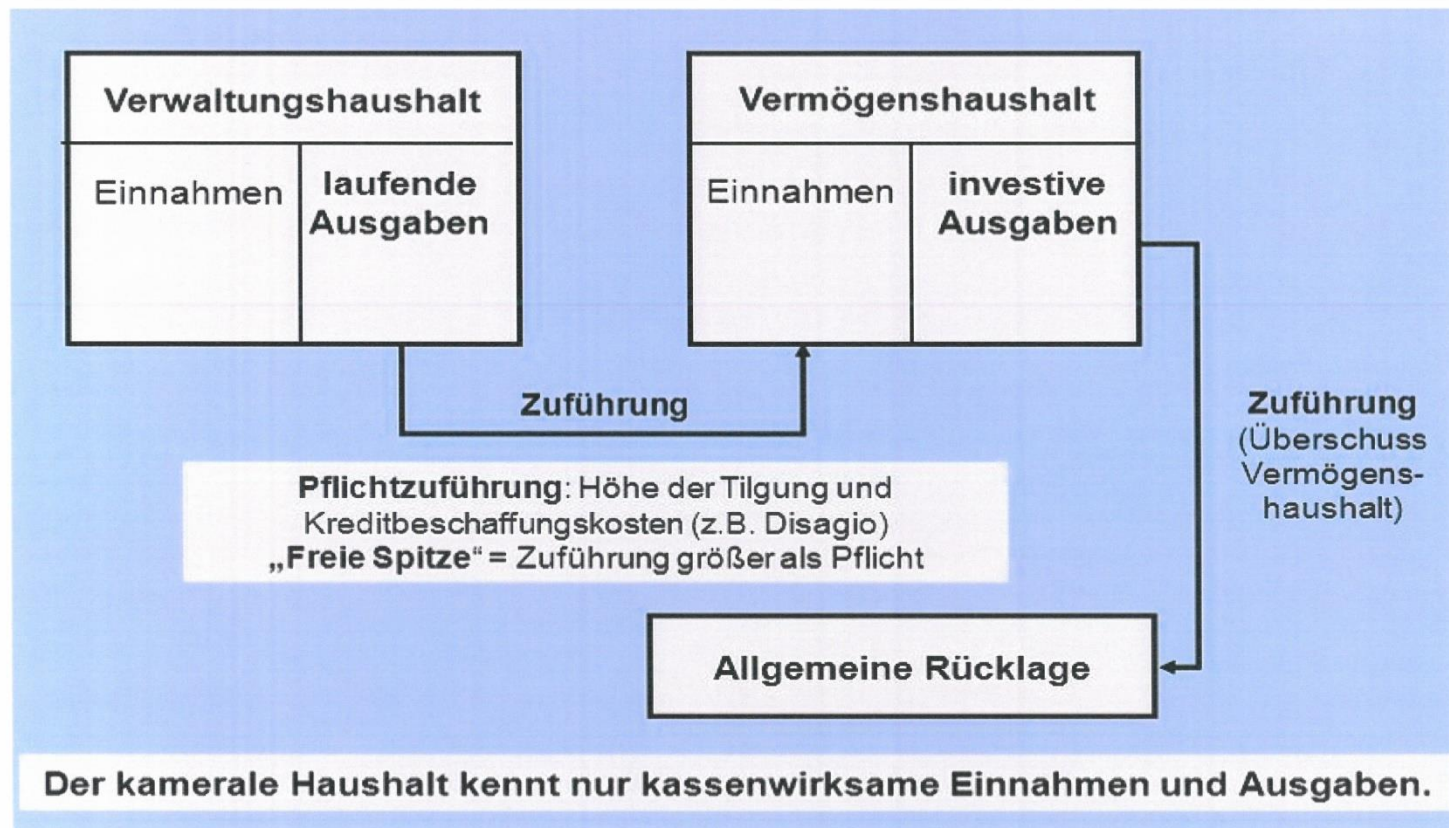 Verwaltungshaushalt
Einnahmen
laufende
Ausgaben
Vermögenshaushalt
Einnahmen
investive
Ausgaben
Zuführung
Zuführung
(Überschuss
Vermögens-
haushalt)
Pflichtzuführung: Höhe der Tilgung und
Kreditbeschaffungskosten (z.B. Disagio)
„Freie Spitze“ = Zuführung größer als Pflicht
Allgemeine Rücklage
Der kamerale Haushalt kennt nur kassenwirksame Einnahmen und Ausgaben.